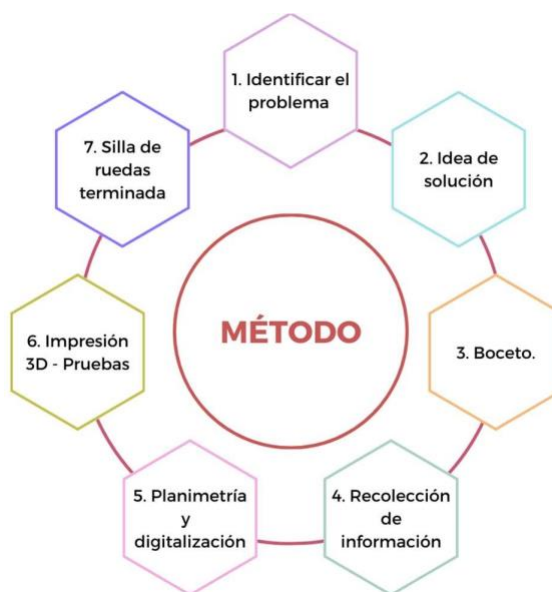 1. Identificar el
problema
2. Idea de
solución
3. Boceto.
4. Recolección
de
información
5. Planimetría
y
digitalización
6. Impresión
3D - Pruebas
7. Silla de
ruedas
terminada
MÉTODO